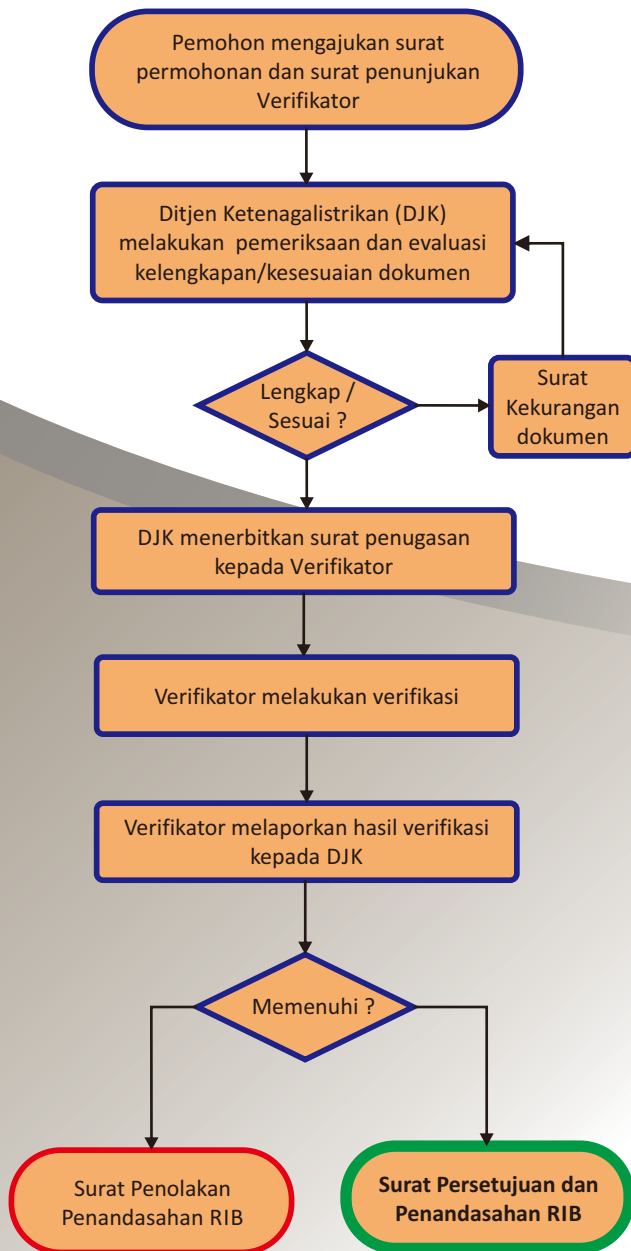 Pemohon mengajukan surat
permohonan dan surat penunjukan
Verifikator
Ditjen Ketenagalistrikan (DJK)
melakukan pemeriksaan dan evaluasi
kelengkapan/kesesuaian dokumen
Lengkap /
Sesuai ?
Surat
Kekurangan
dokumen
DJK menerbitkan surat penugasan
kepada Verifikator
Verifikator melakukan verifikasi
Verifikator melaporkan hasil verifikasi
kepada DJK
Memenuhi ?
Surat Penolakan
Penandasahan RIB
Surat Persetujuan dan
Penandasahan RIB